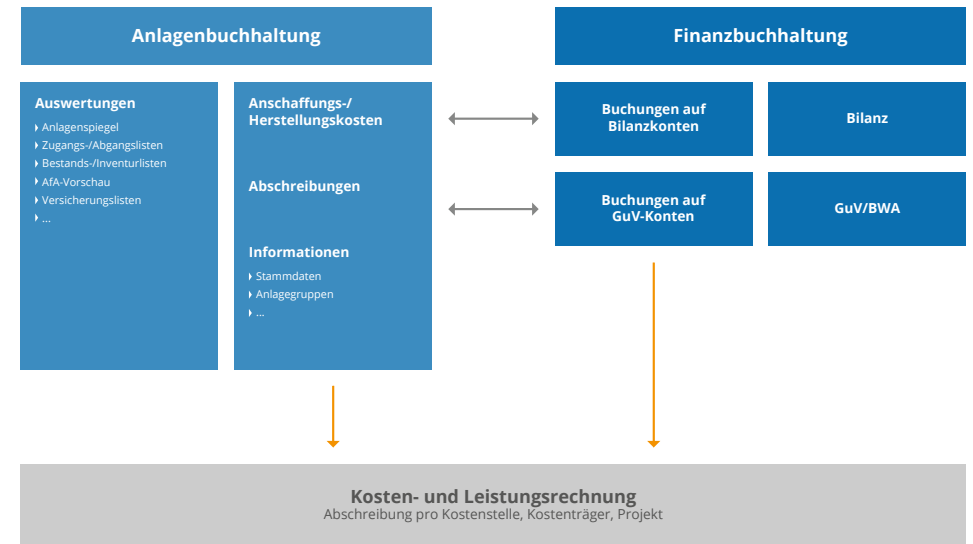 Anlagenbuchhaltung
Finanzbuchhaltung
Auswertungen
Anlagenspiegel
Zugangs-/Abgangslisten
Bestands-/Inventurlisten
AfA-Vorschau
Versicherungslisten
...
Anschaffungs-/
Herstellungskosten
Abschreibungen
Informationen
Stammdaten
Anlagegruppen
...
Buchungen auf
Bilanzkonten
Bilanz
Buchungen auf
GuV-Konten
GuV/BWA
Kosten- und Leistungsrechnung
Abschreibung pro Kostenstelle, Kostenträger, Projekt